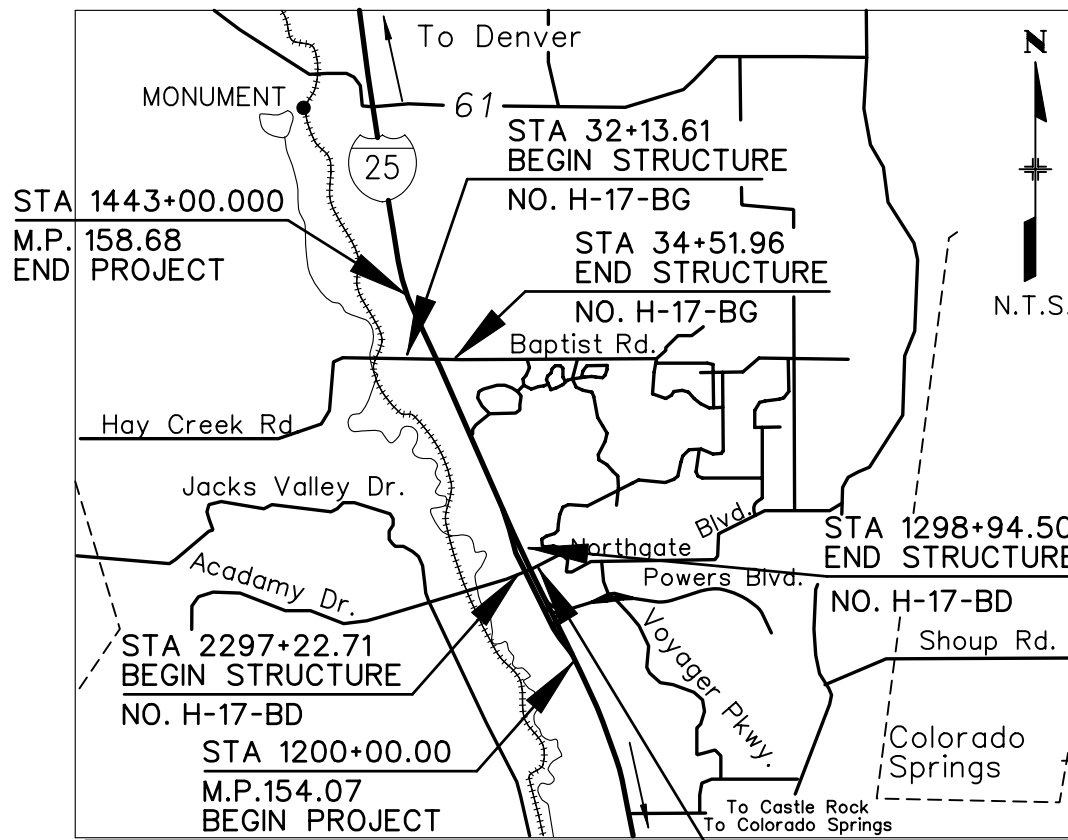 To Denver
N
MONUMENT
61
STA 32+13.61
BEGIN STRUCTURE
NO. H-17-BG
25
STA 1443+00.000
M.P. 158.68
END PROJECT
STA 34+51.96
END STRUCTURE
NO. H-17-BG
N.T.S.
Baptist Rd.
Hay Creek Rd
Jacks Valley Dr.
Northgate Blvd.
STA 1298+94.50
END STRUCTURE
NO. H-17-BD
Acadamy Dr.
Powers Blvd.
Voyager Pkwy.
Shoup Rd.
STA 2297+22.71
BEGIN STRUCTURE
NO. H-17-BD
STA 1200+00.00
M.P.154.07
BEGIN PROJECT
Colorado
Springs
To Castle Rock
To Colorado Springs